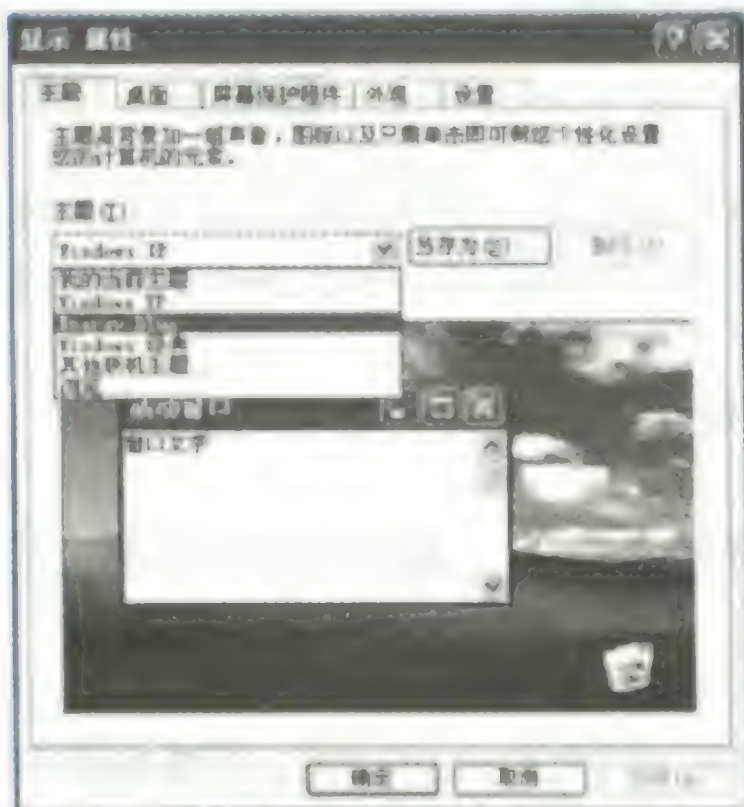 显示 属性
主题 桌面 屏幕保护程序 外观 设置
主题是背景加一组声音，图标以及只需单击即可帮您个性化设置
您的计算机的元素。
主题(T)
Windows XP 另存为(S) 删除(D)
我的当前主题
Windows XP
Energy Blue
Windows 经典
其他联机主题
活动窗口
窗口文字
确定 取消